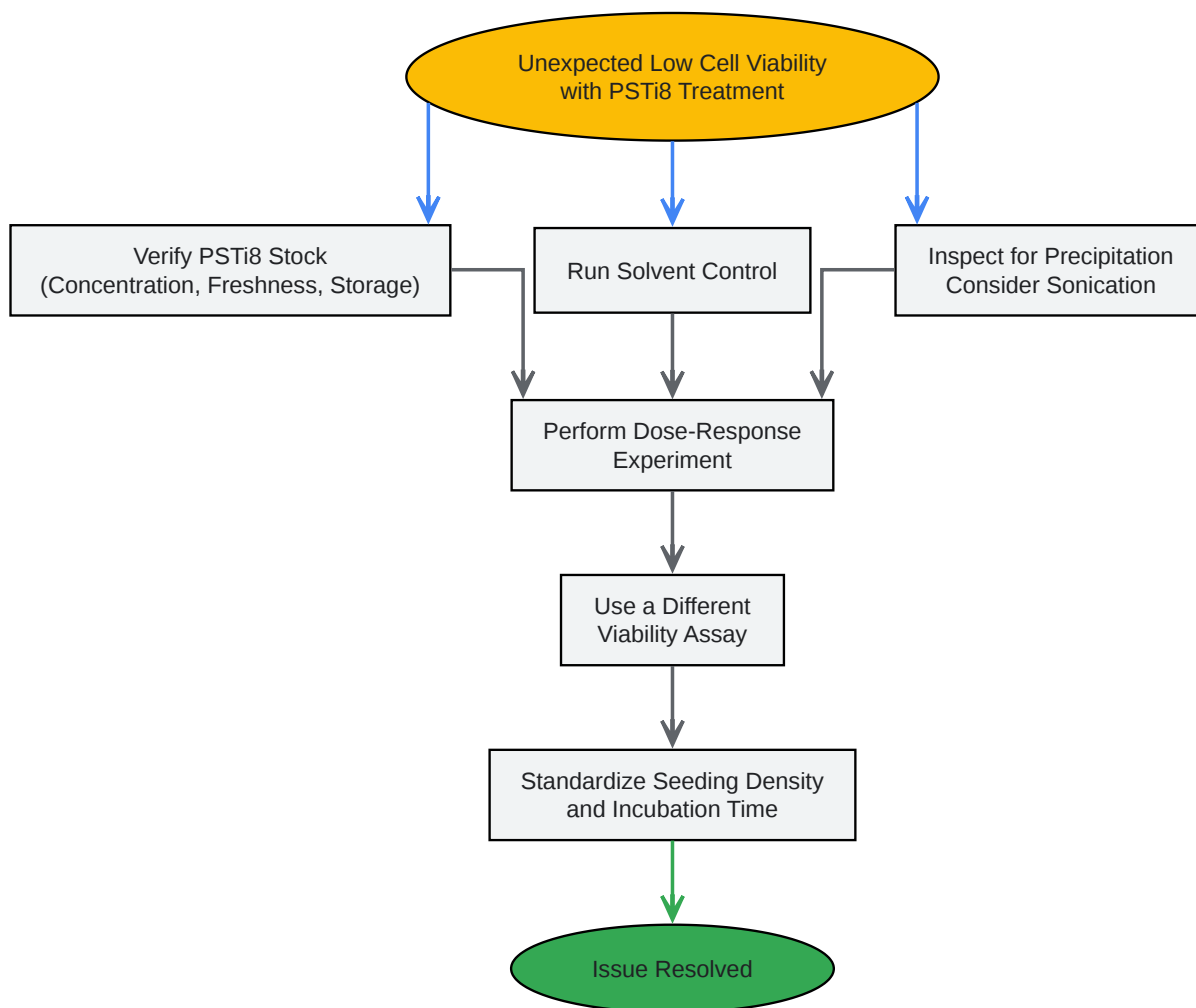 Unexpected Low Cell Viability
with PSTi8 Treatment
Verify PSTi8 Stock
(Concentration, Freshness, Storage)
Run Solvent Control
Inspect for Precipitation
Consider Sonication
Perform Dose-Response
Experiment
Use a Different
Viability Assay
Standardize Seeding Density
and Incubation Time
Issue Resolved